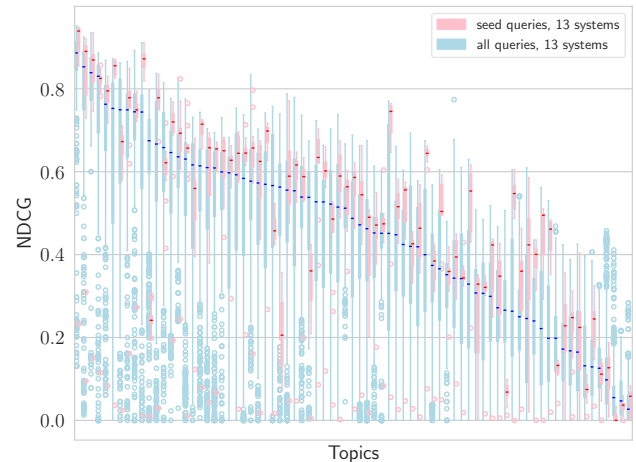 seed queries, 13 systems
all queries, 13 systems
NDCG
0.8
0.6
0.4
0.2
0.0
Topics